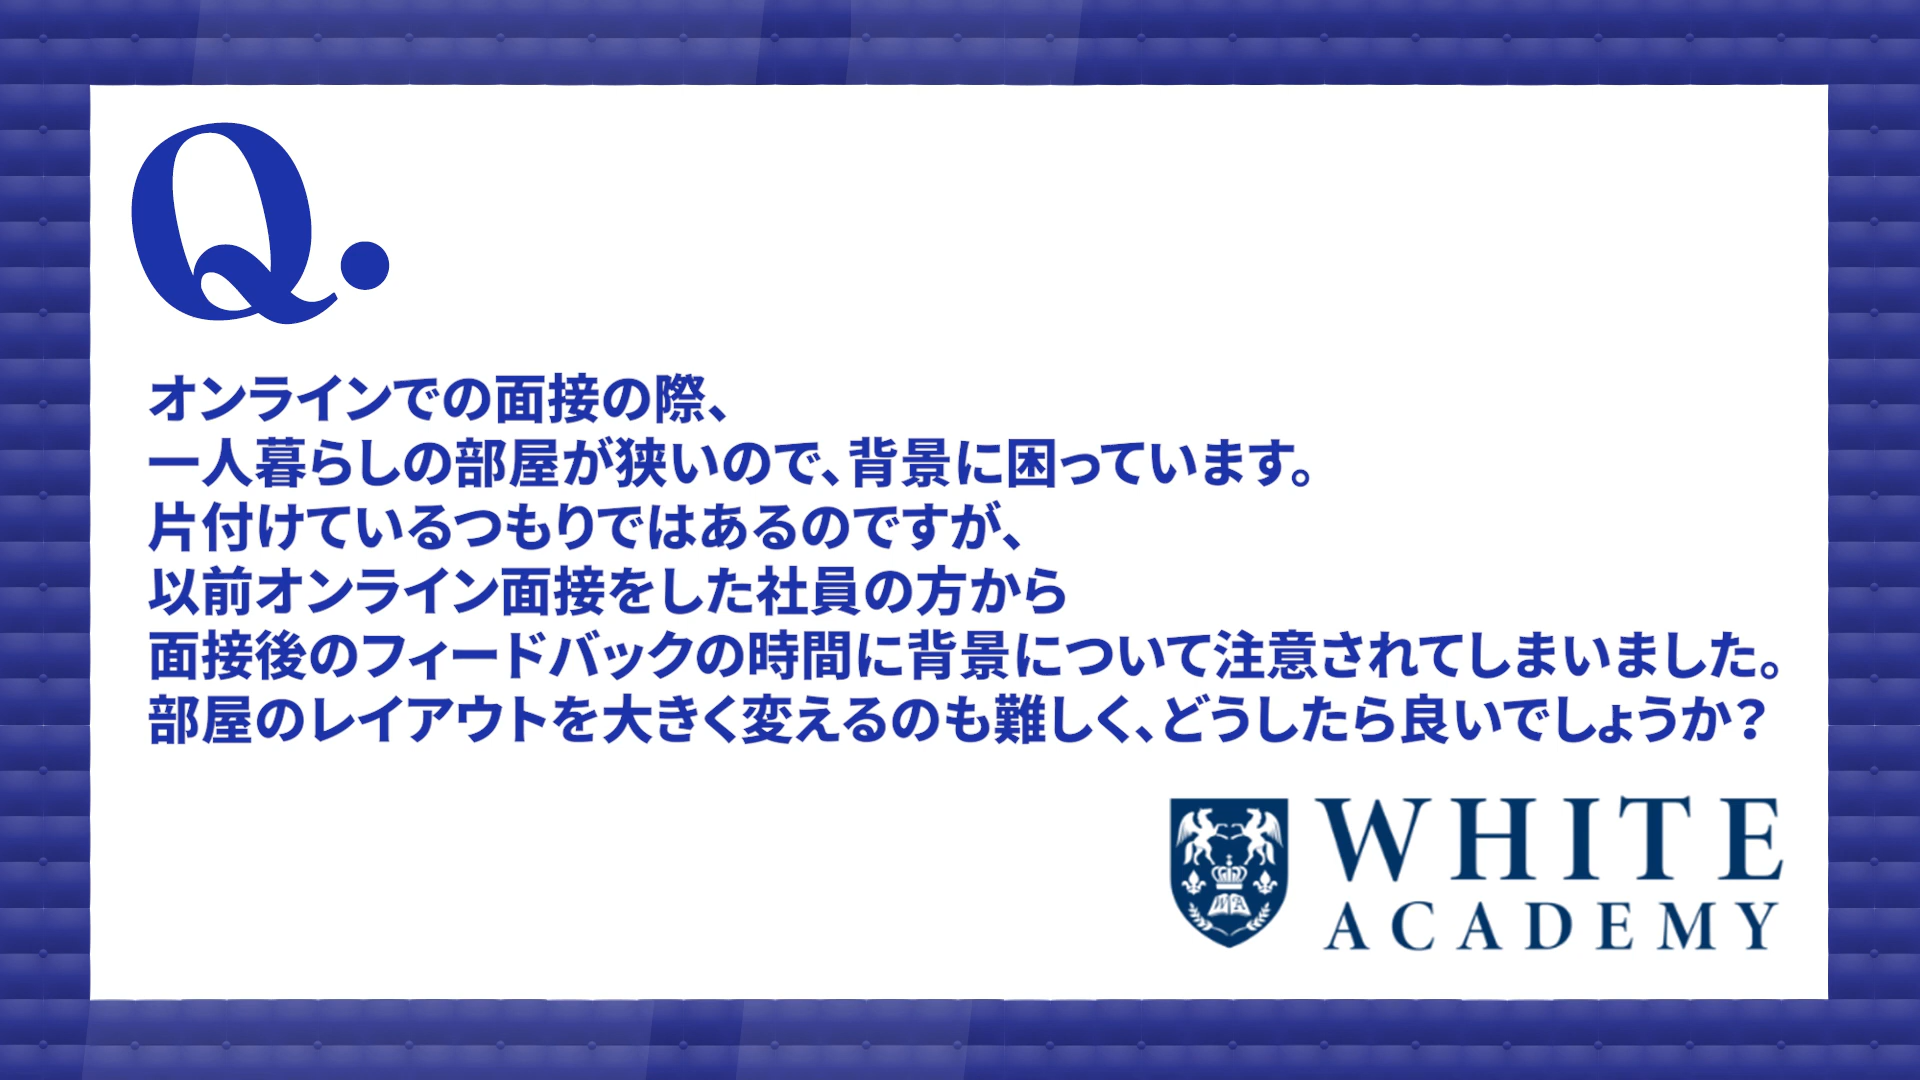 Q.
オンラインでの面接の際、
一人暮らしの部屋が狭いので、背景に困っています。
片付けているつもりではあるのですが、
以前オンライン面接をした社員の方から
面接後のフィードバックの時間に背景について注意されてしまいました。
部屋のレイアウトを大きく変えるのも難しく、どうしたら良いでしょうか？
WHITE
ACADEMY